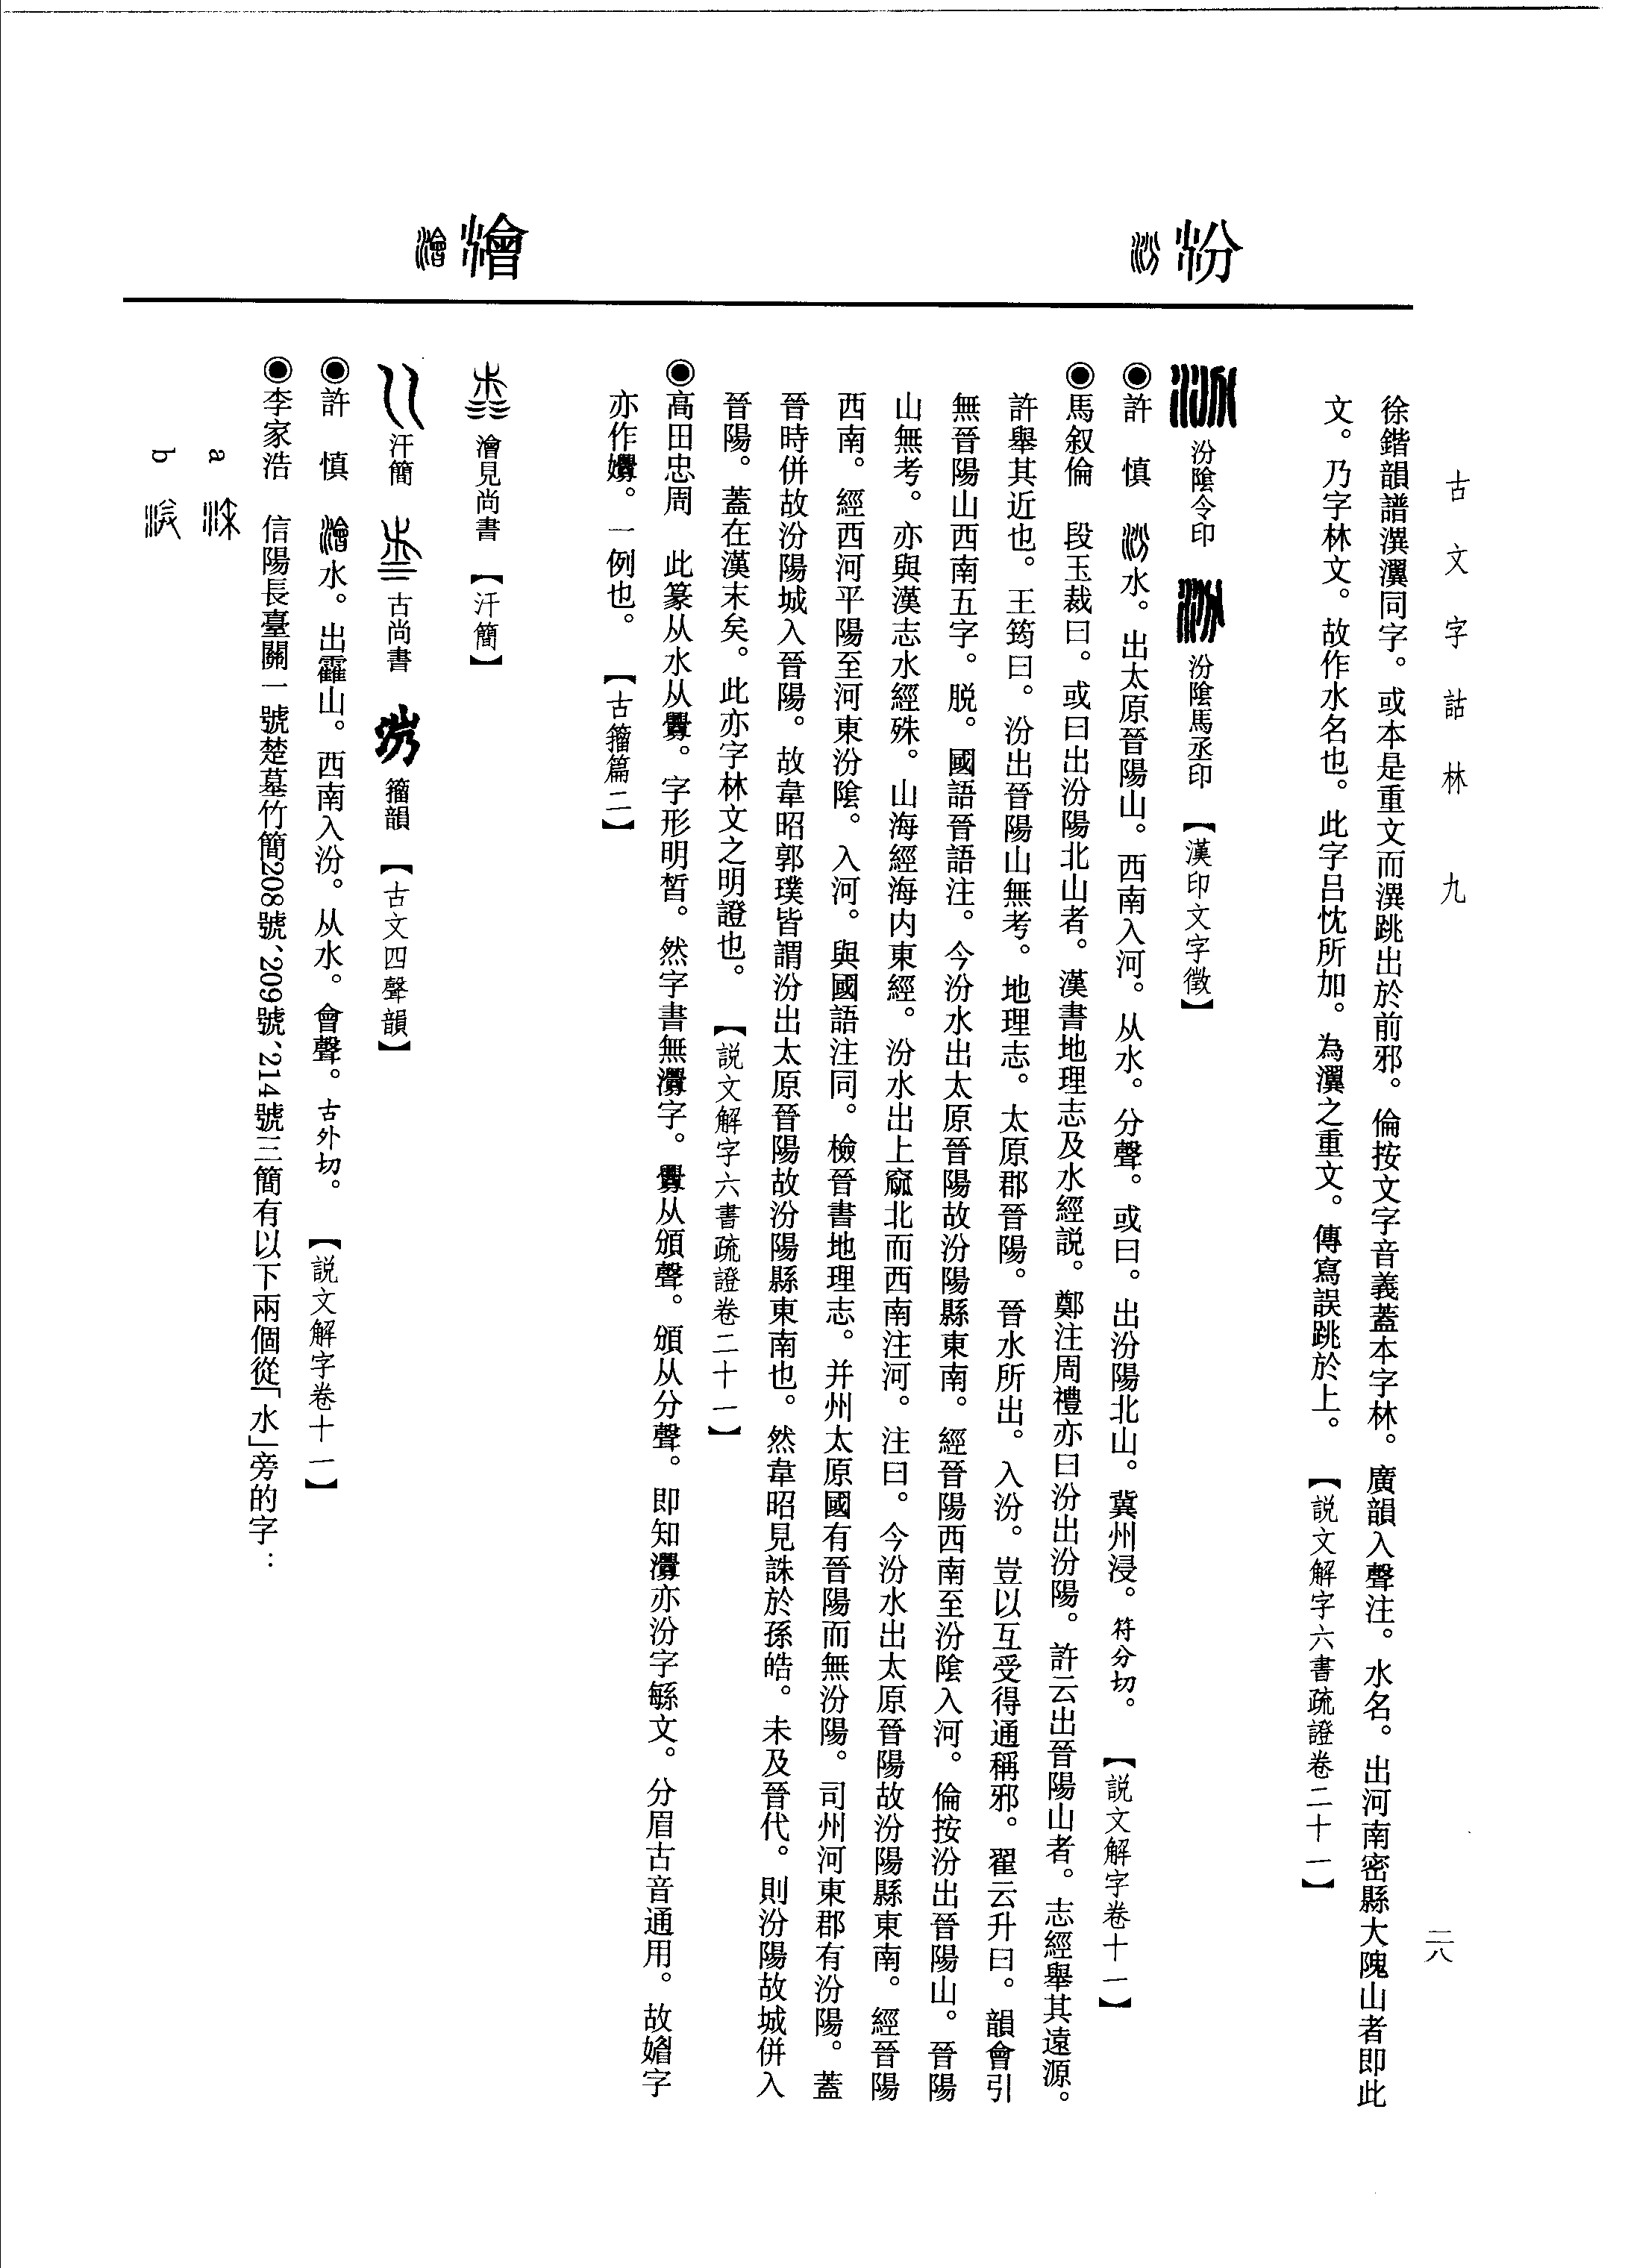 古文字詁林 九
二八
徐鍇韻譜潩瀷同字。或本是重文而潩跳出於前邪。倫按文字音義蓋本字林。廣韻入聲注。水名。出河南密縣大隗山者即此
文。乃字林文。故作水名也。此字吕忱所加。為瀷之重文。傳寫誤跳於上。 【説文解字六書疏證卷二十一】
汾
汾陰令印 汾陰馬丞印 【漢印文字徵】
◉許 慎 水。出太原晉陽山。西南入河。从水。分聲。或曰。出汾陽北山。冀州浸。符分切。 【説文解字卷十一】
◉馬叙倫 段玉裁曰。或曰出汾陽北山者。漢書地理志及水經説。鄭注周禮亦曰汾出汾陽。許云出晉陽山者。志經舉其遠源。
許舉其近也。王筠曰。汾出晉陽山無考。地理志。太原郡晉陽。晉水所出。入汾。豈以互受得通稱邪。翟云升曰。韻會引
無晉陽山西南五字。脱。國語晉語注。今汾水出太原晉陽故汾陽縣東南。經晉陽西南至汾陰入河。倫按汾出晉陽山。晉陽
山無考。亦與漢志水經殊。山海經海内東經。汾水出上窳北而西南注河。注曰。今汾水出太原晉陽故汾陽縣東南。經晉陽
西南。經西河平陽至河東汾陰。入河。與國語注同。檢晉書地理志。并州太原國有晉陽而無汾陽。司州河東郡有汾陽。蓋
晉時併故汾陽城入晉陽。故韋昭郭璞皆謂汾出太原晉陽故汾陽縣東南也。然韋昭見誅於孫皓。未及晉代。則汾陽故城併入
晉陽。蓋在漢末矣。此亦字林文之明證也。 【説文解字六書疏證卷二十一】
◉高田忠周 此篆从水从。字形明晳。然字書無字。从頒聲。頒从分聲。即知亦汾字緐文。分眉古音通用。故字
亦作。一例也。 【古籀篇二】
澮
澮見尚書 【汗簡】
汗簡 古尚書 籀韻 【古文四聲韻】
◉許 慎 水。出霍山。西南入汾。从水。會聲。古外切。 【説文解字卷十一】
◉李家浩 信陽長臺關一號楚墓竹簡208號、209號、214號三簡有以下兩個從「水」旁的字：
a
b